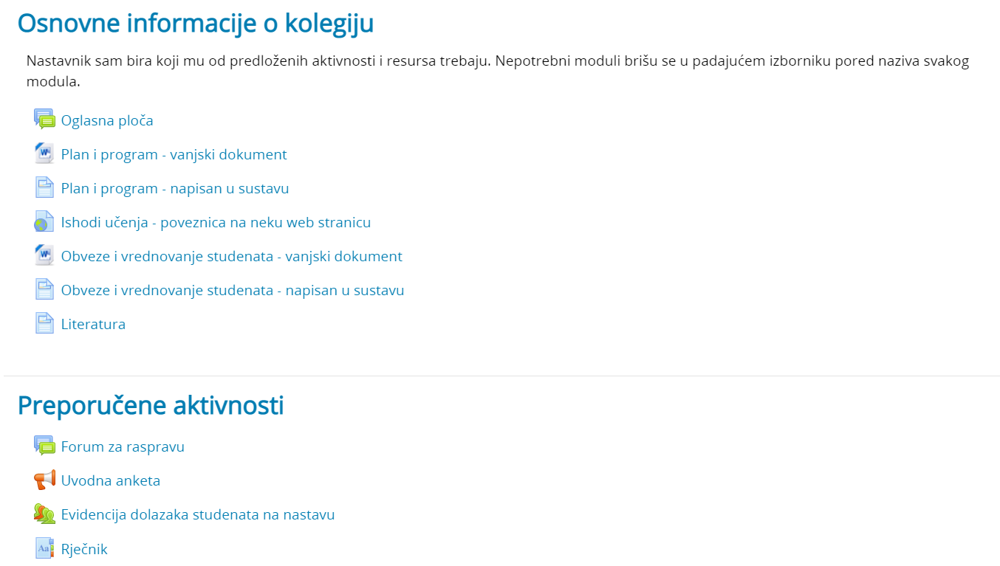 Osnovne informacije o kolegiju
Nastavnik sam bira koji mu od predloženih aktivnosti i resursa trebaju. Nepotrebni moduli brišu se u padajućem izborniku pored naziva svakog
modula.
Oglasna ploča
Plan i program - vanjski dokument
Plan i program - napisan u sustavu
Ishodi učenja - poveznica na neku web stranicu
Obveze i vrednovanje studenata - vanjski dokument
Obveze i vrednovanje studenata - napisan u sustavu
Literatura
Preporučene aktivnosti
Forum za raspravu
Uvodna anketa
Evidencija dolazaka studenata na nastavu
Aa Rječnik